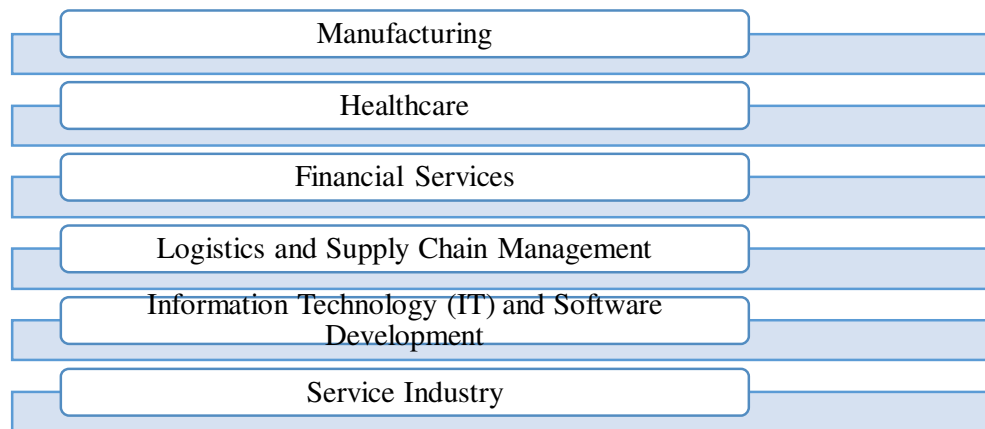 Manufacturing
Healthcare
Financial Services
Logistics and Supply Chain Management
Information Technology (IT) and Software
Development
Service Industry